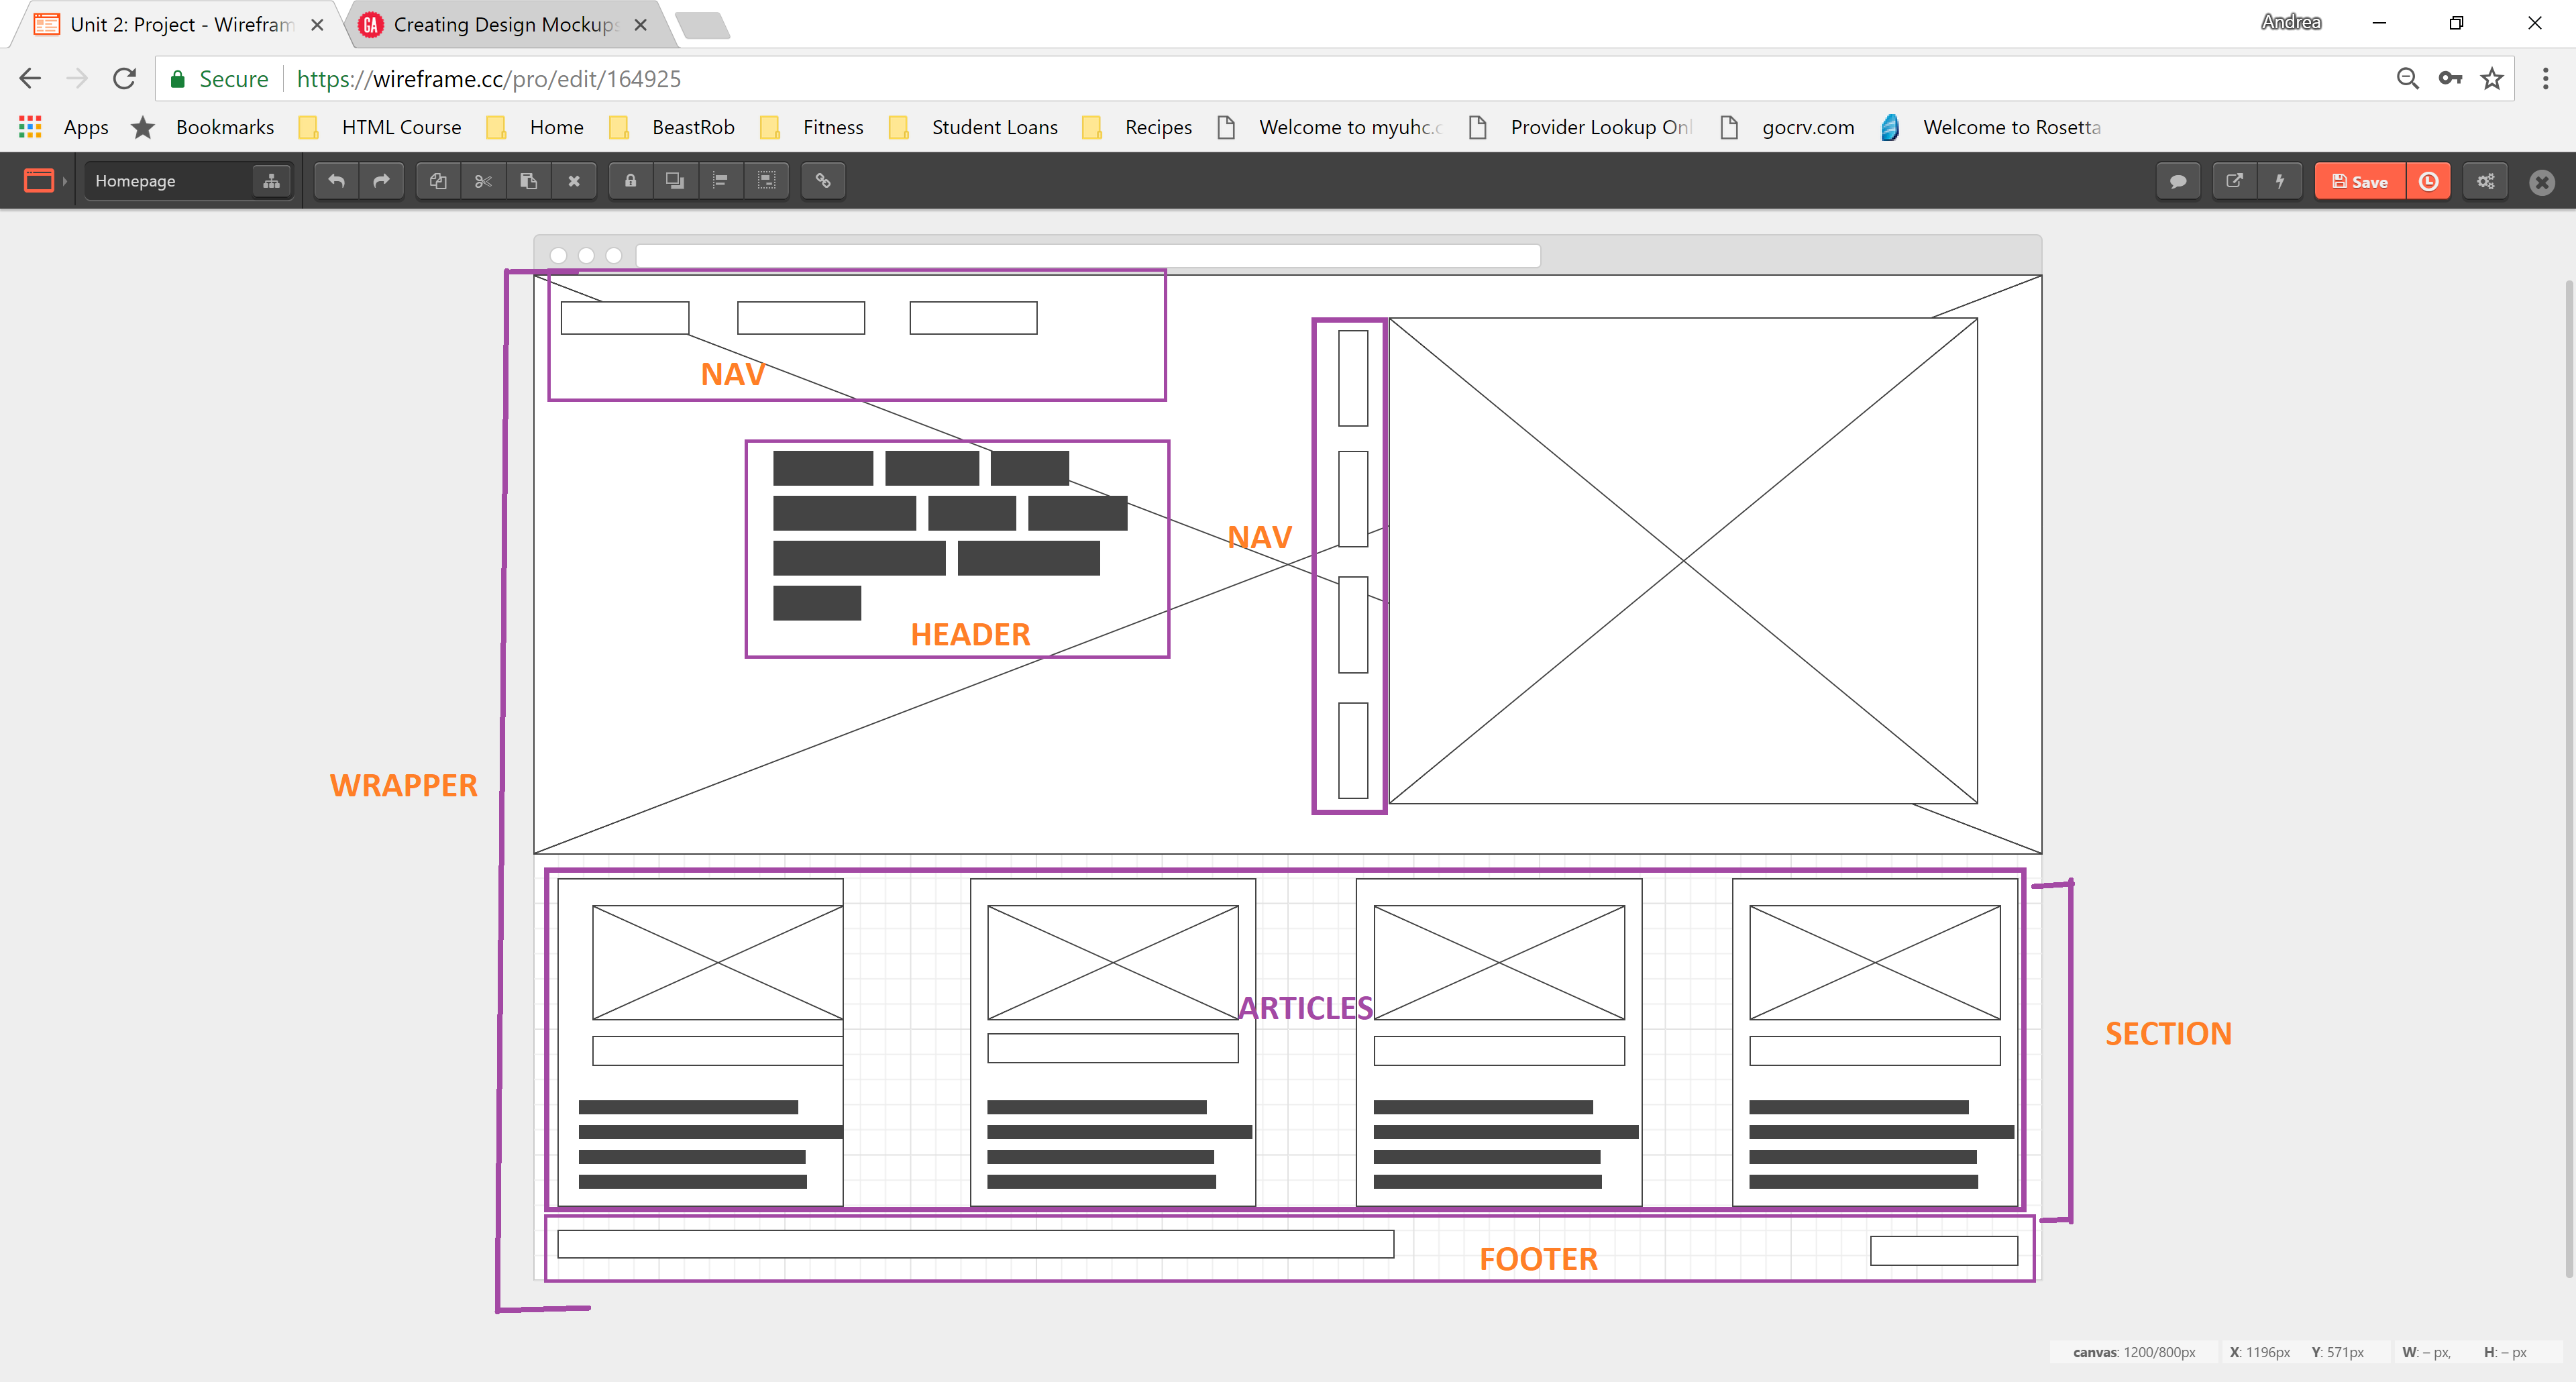 Unit 2: Project - Wirefram
Creating Design Mockups
Andrea
Secure
https://wireframe.cc/pro/edit/164925
Apps
Bookmarks
HTML Course
Home
BeastRob
Fitness
Student Loans
Recipes
Welcome to myuhc.c
Provider Lookup Onl
gocrv.com
Welcome to Rosetta
Homepage
Save
NAV
NAV
HEADER
WRAPPER
ARTICLES
SECTION
FOOTER
canvas: 1200/800px X: 1196px Y: 571px W: – px, H: – px